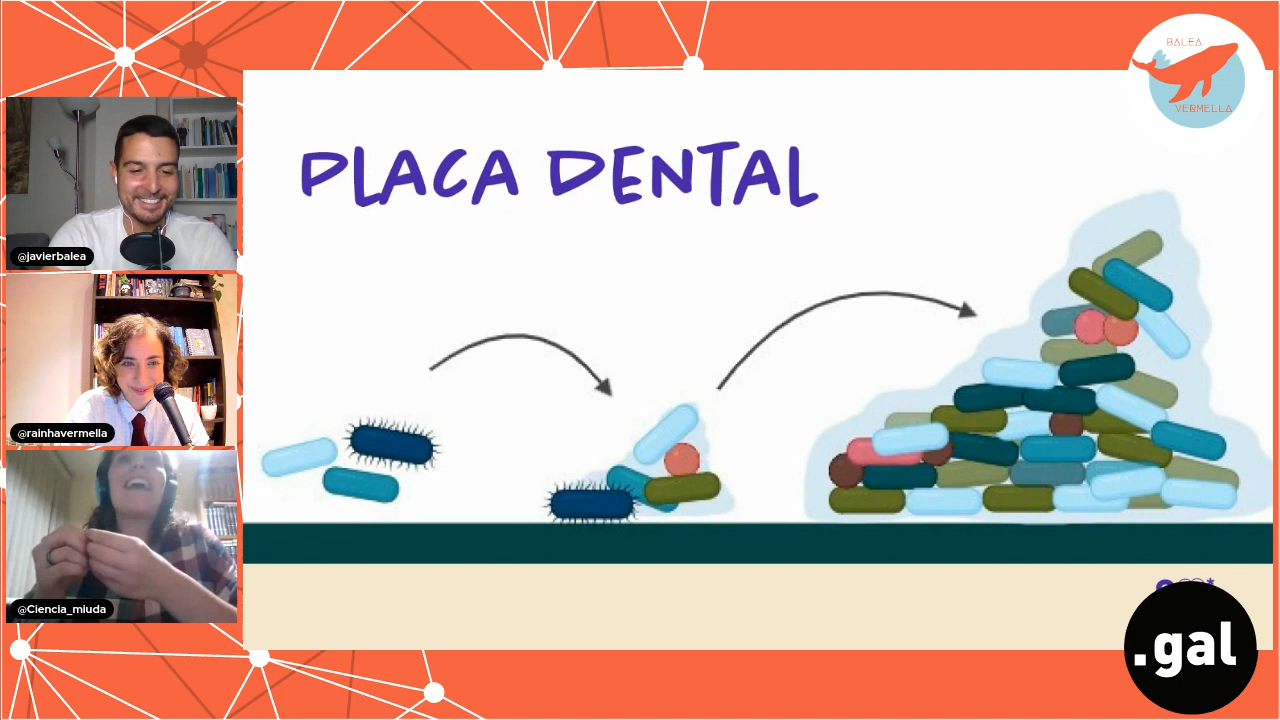 BALEA
VERMELLA
PLACA DENTAL
@javierbalea
@rainhavermella
@Ciencia_miuda
.gal